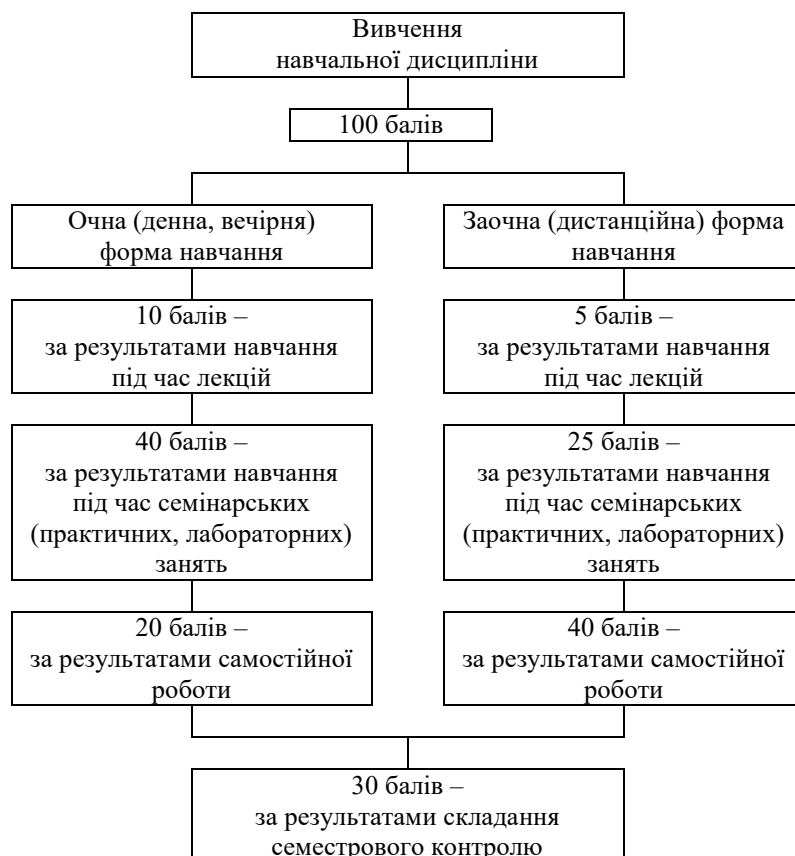 Вивчення
навчальної дисципліни
100 балів
Очна (денна, вечірня)
форма навчання
Заочна (дистанційна) форма
навчання
10 балів –
за результатами навчання
під час лекцій
5 балів –
за результатами навчання
під час лекцій
40 балів –
за результатами навчання
під час семінарських
(практичних, лабораторних)
занять
25 балів –
за результатами навчання
під час семінарських
(практичних, лабораторних)
занять
20 балів –
за результатами самостійної
роботи
40 балів –
за результатами самостійної
роботи
30 балів –
за результатами складання
семестрового контролю